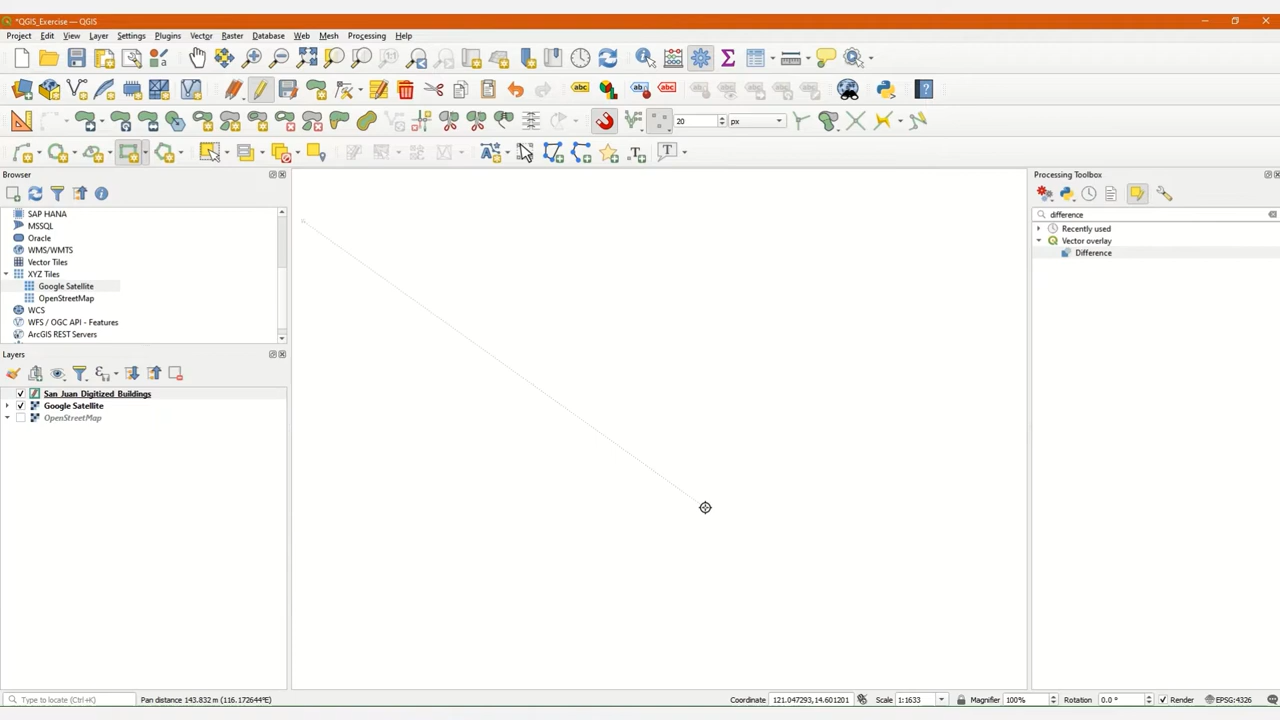 *QGIS_Exercise — QGIS
Project Edit View Layer Settings Plugins Vector Raster Database Web Mesh Processing Help
abc ab abc
20 px
T
Browser
SAP HANA
MSSQL
Oracle
WMS/WMTS
Vector Tiles
XYZ Tiles
Google Satellite
OpenStreetMap
WCS
WFS / OGC API - Features
ArcGIS REST Servers
Layers
San Juan Digitized Buildings
Google Satellite
OpenStreetMap
Processing Toolbox
difference
Recently used
Vector overlay
Difference
Type to locate (Ctrl+K) Pan distance 143.832 m (116.172644°E) Coordinate 121.047293,14.601201 Scale 1:1633 Magnifier 100% Rotation 0.0 ° Render EPSG:4326